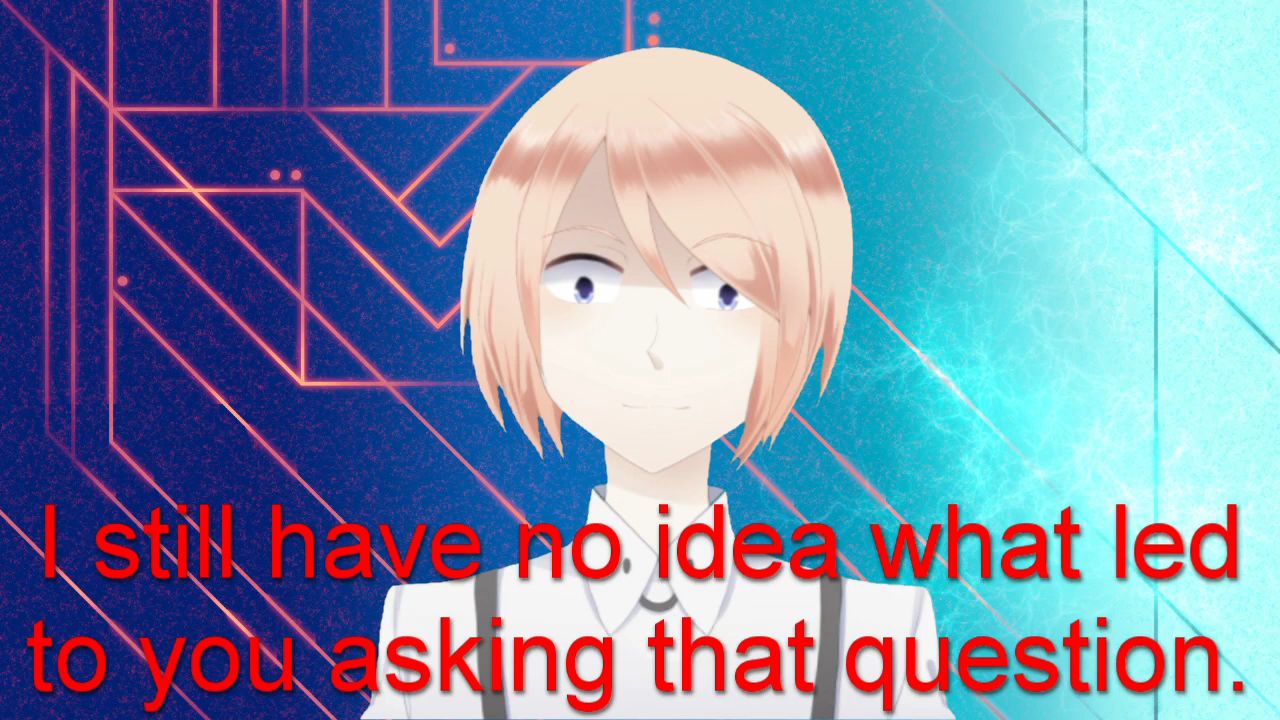 I still have no idea what led
to you asking that question.